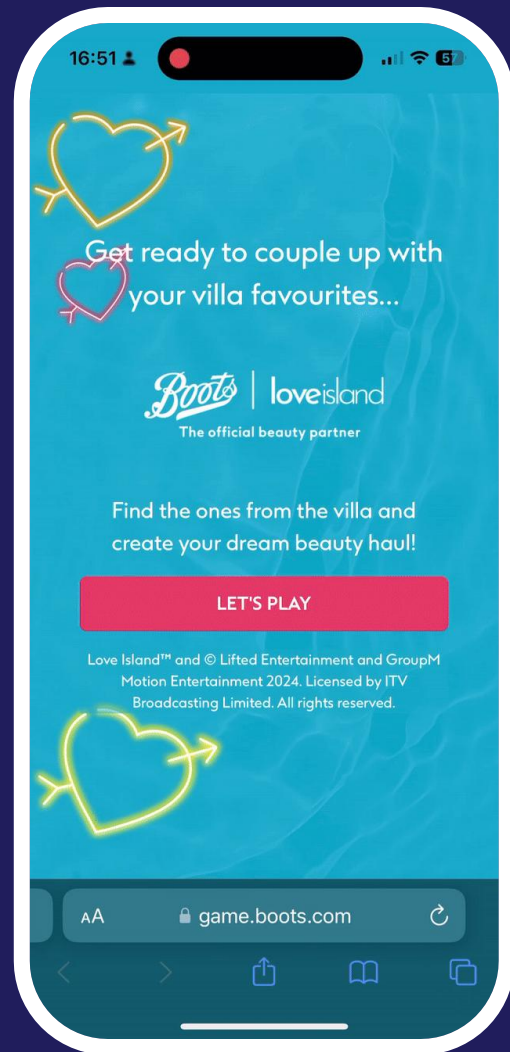 16:51
57
Get ready to couple up with
your villa favourites...
Boots | loveisland
The official beauty partner
Find the ones from the villa and
create your dream beauty haul!
LET'S PLAY
Love Island™ and © Lifted Entertainment and GroupM
Motion Entertainment 2024. Licensed by ITV
Broadcasting Limited. All rights reserved.
AA game.boots.com